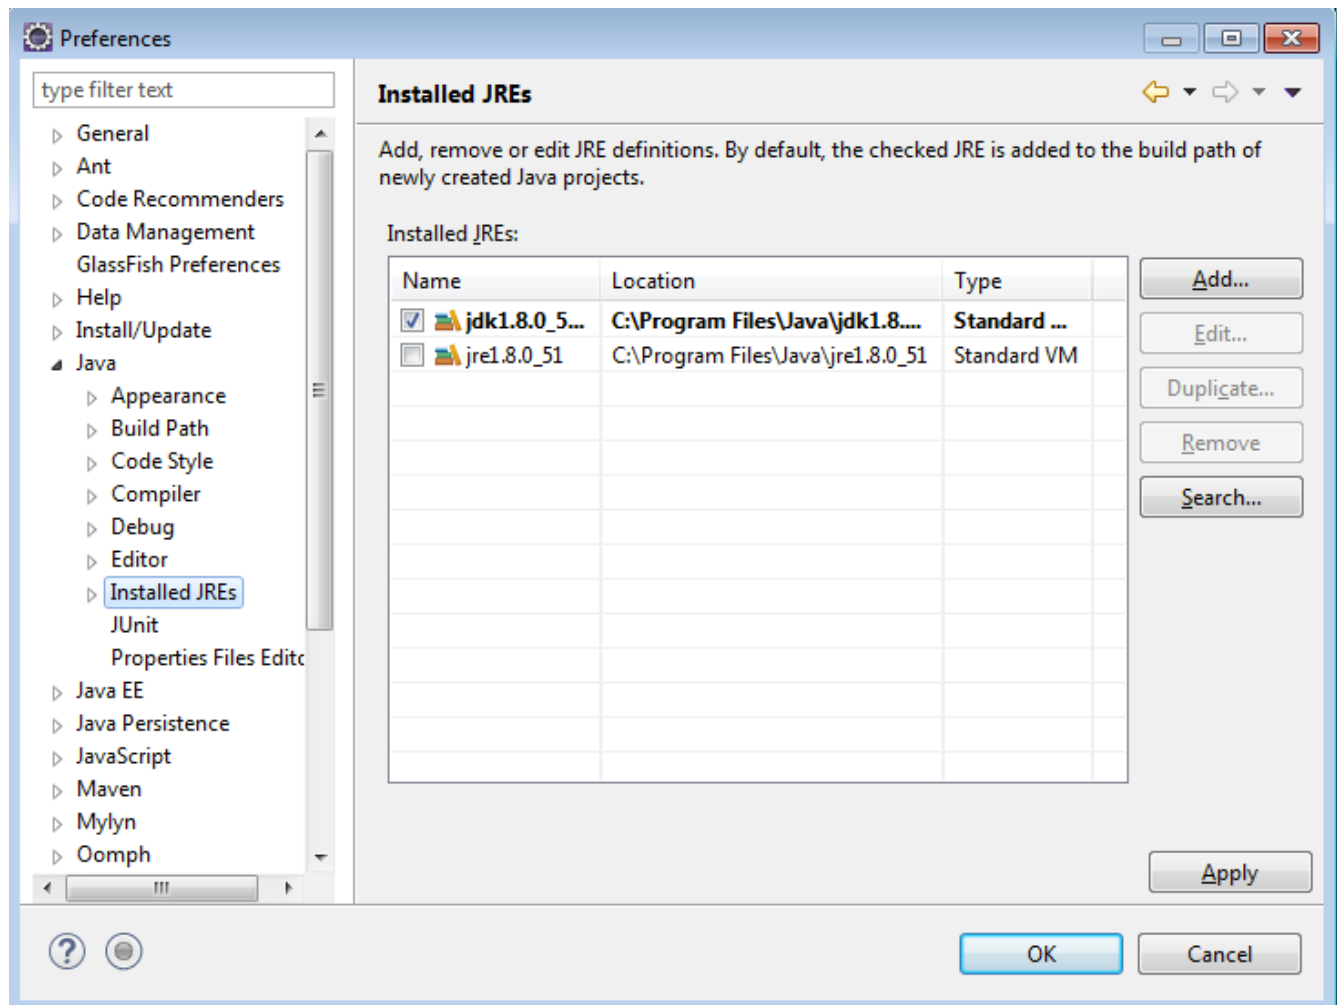 Preferences
type filter text
General
Ant
Code Recommenders
Data Management
GlassFish Preferences
Help
Install/Update
Java
Appearance
Build Path
Code Style
Compiler
Debug
Editor
Installed JREs
JUnit
Properties Files Edito
Java EE
Java Persistence
JavaScript
Maven
Mylyn
Oomph
Installed JREs
Add, remove or edit JRE definitions. By default, the checked JRE is added to the build path of
newly created Java projects.
Installed JREs:
Name Location Type
jdk1.8.0_5... C:\Program Files\Java\jdk1.8.... Standard ...
jre1.8.0_51 C:\Program Files\Java\jre1.8.0_51 Standard VM
Add...
Edit...
Duplicate...
Remove
Search...
Apply
OK Cancel